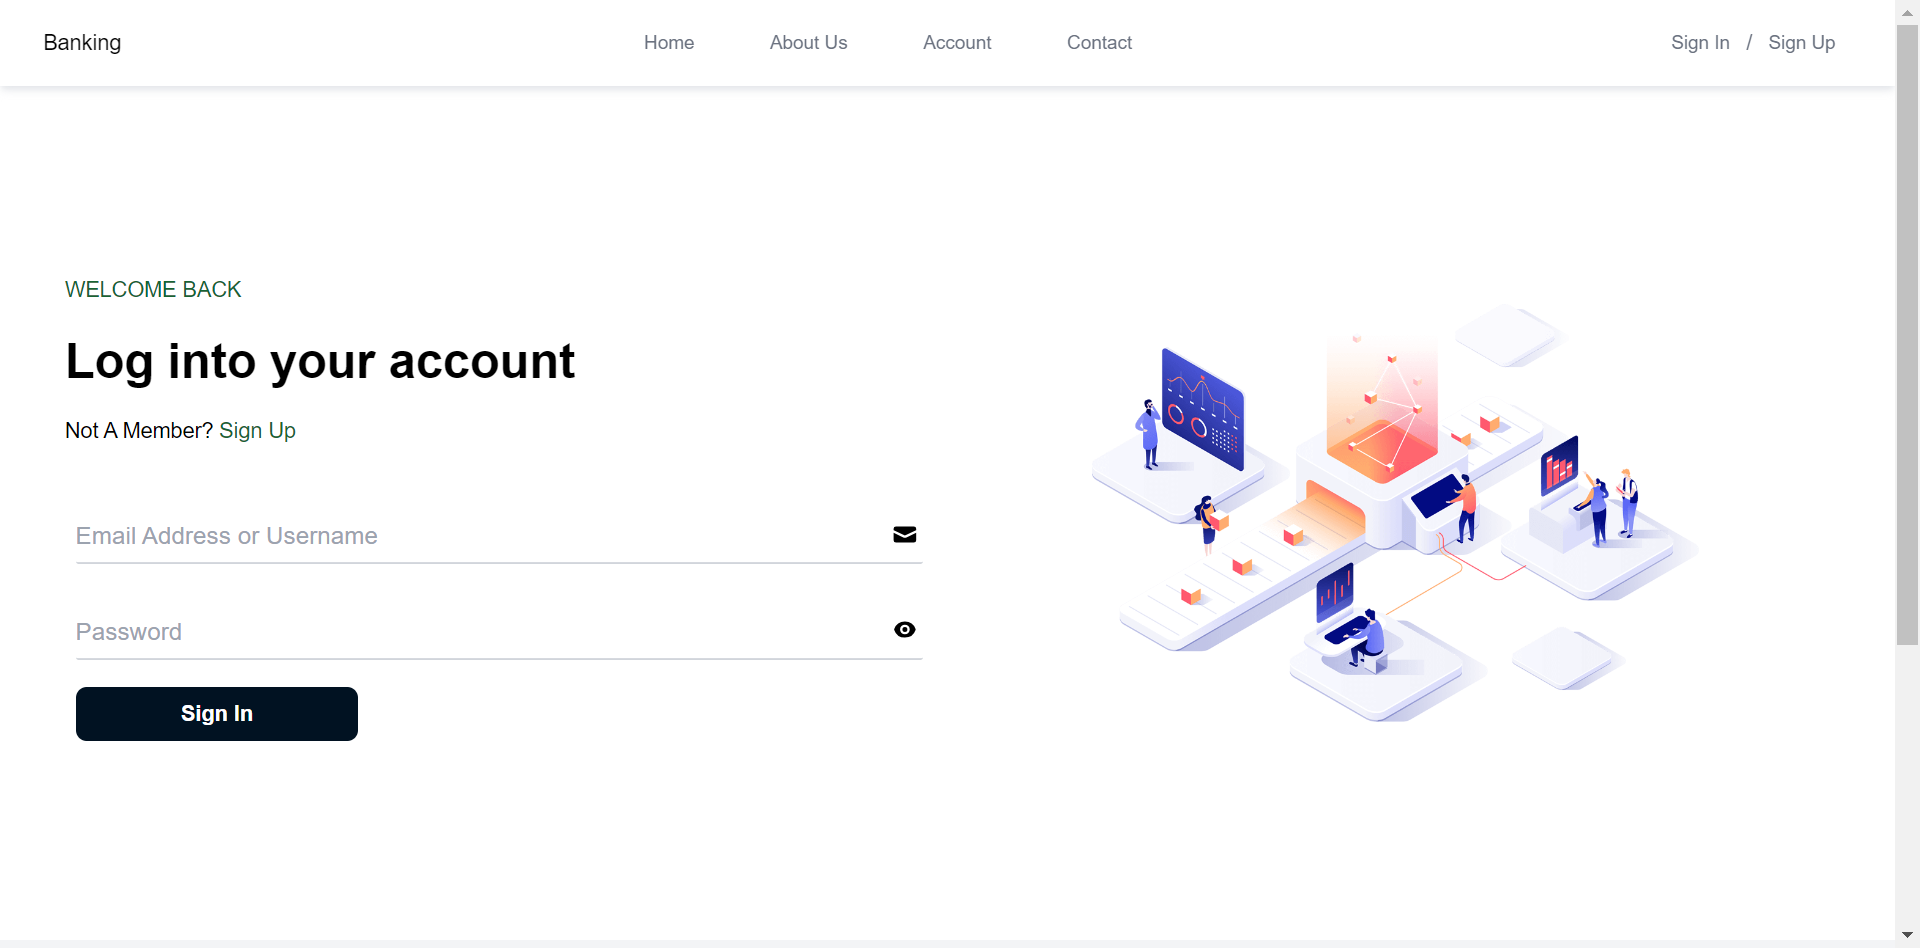 Banking
Home About Us Account Contact
Sign In / Sign Up
WELCOME BACK
Log into your account
Not A Member? Sign Up
Email Address or Username
Password
Sign In